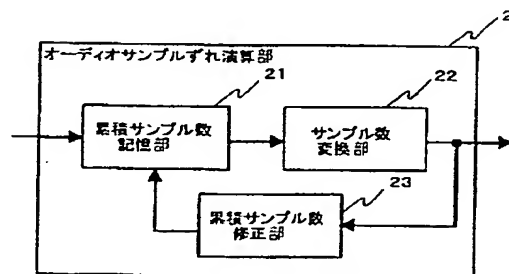 2
オーディオサンプルずれ演算部
21
22
累積サンプル数
記憶部
サンプル数
変換部
23
累積サンプル数
修正部